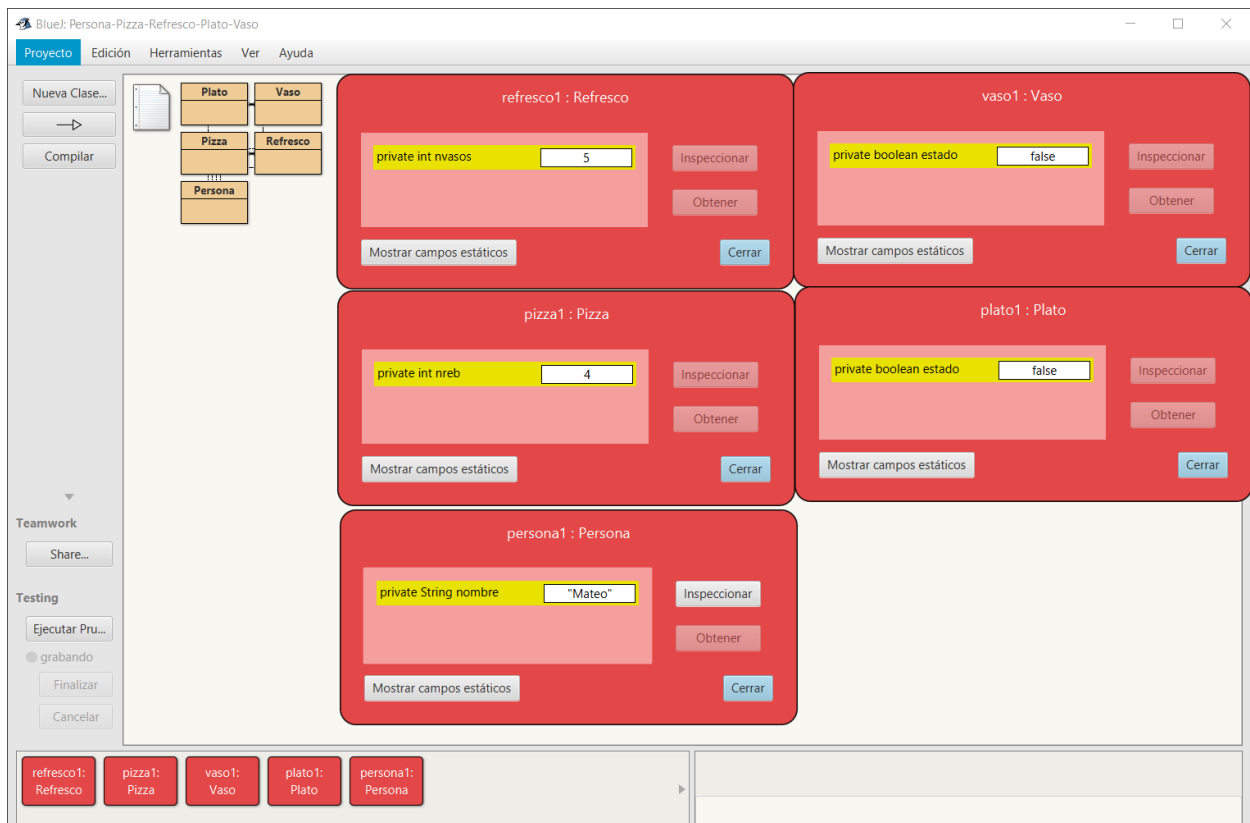 BlueJ: Persona-Pizza-Refresco-Plato-Vaso
Proyecto Edición Herramientas Ver Ayuda
Nueva Clase...
Compilar
Plato Vaso
Pizza Refresco
Persona
refresco1 : Refresco
private int nvasos 5
Inspeccionar
Obtener
Mostrar campos estáticos Cerrar
vaso1 : Vaso
private boolean estado false
Inspeccionar
Obtener
Mostrar campos estáticos Cerrar
pizza1 : Pizza
private int nreb 4
Inspeccionar
Obtener
Mostrar campos estáticos Cerrar
plato1 : Plato
private boolean estado false
Inspeccionar
Obtener
Mostrar campos estáticos Cerrar
persona1 : Persona
private String nombre "Mateo"
Inspeccionar
Obtener
Mostrar campos estáticos Cerrar
Teamwork
Share...
Testing
Ejecutar Pru...
grabando
Finalizar
Cancelar
refresco1:
Refresco
pizza1:
Pizza
vaso1:
Vaso
plato1:
Plato
persona1:
Persona